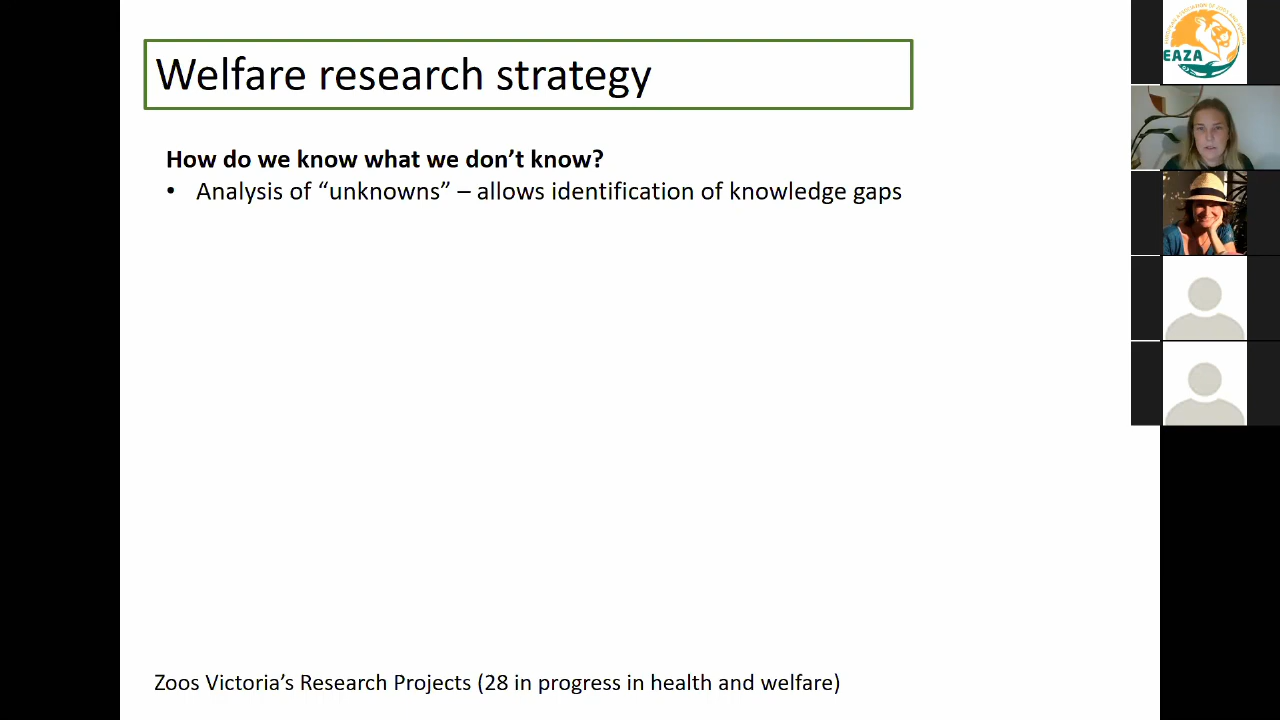 Welfare research strategy
How do we know what we don’t know?
• Analysis of “unknowns” – allows identification of knowledge gaps
Zoos Victoria’s Research Projects (28 in progress in health and welfare)
EAZA